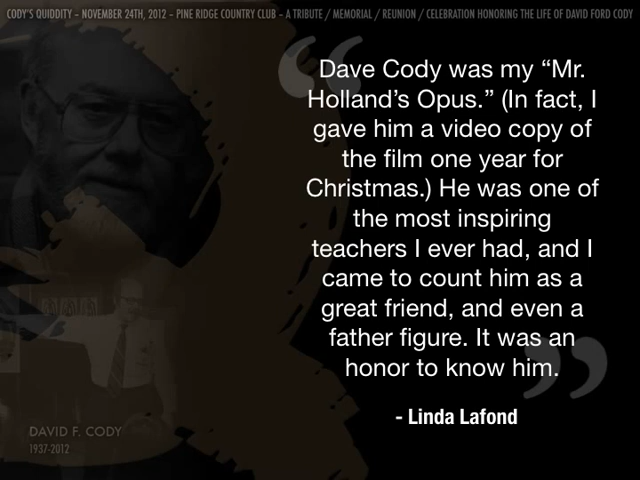 CODY'S QUIDDITY – NOVEMBER 24TH, 2012 – PINE RIDGE COUNTRY CLUB – A TRIBUTE / MEMORIAL / REUNION / CELEBRATION HONORING THE LIFE OF DAVID FORD CODY
“
Dave Cody was my “Mr.
Holland’s Opus.” (In fact, I
gave him a video copy of
the film one year for
Christmas.) He was one of
the most inspiring
teachers I ever had, and I
came to count him as a
great friend, and even a
father figure. It was an
honor to know him.
”
- Linda Lafond
DAVID F. CODY
1937-2012